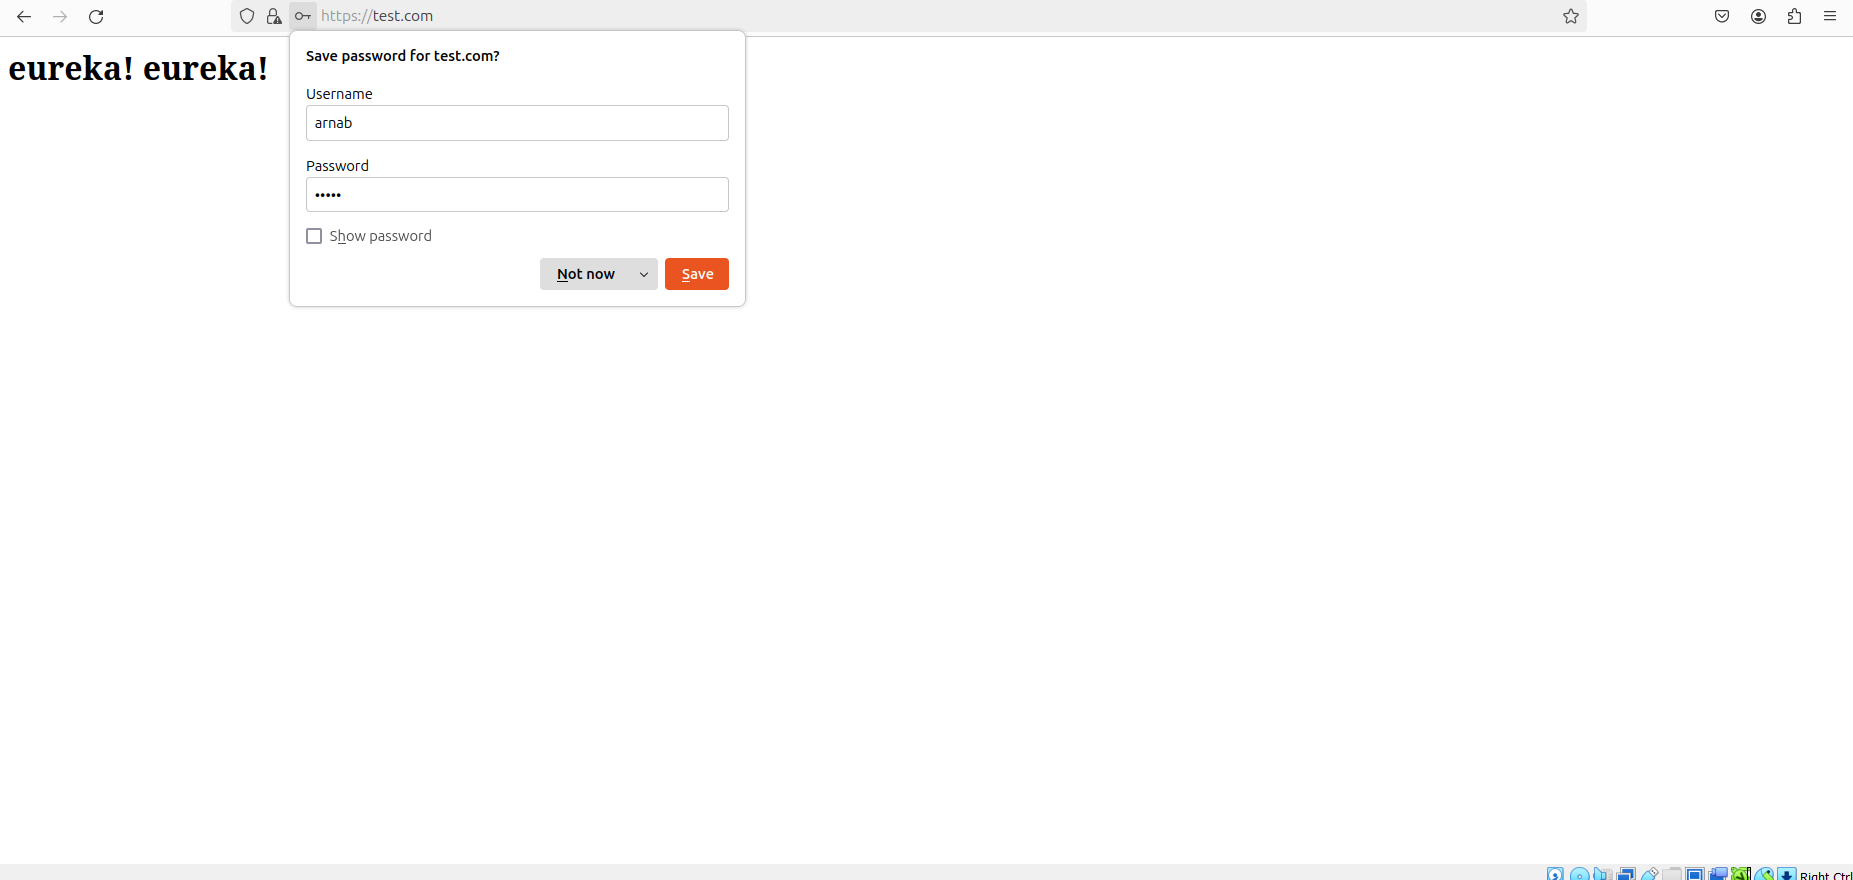 https://test.com
eureka! eureka!
Save password for test.com?
Username
arnab
Password
•••••
Show password
Not now
Save
Right Ctrl